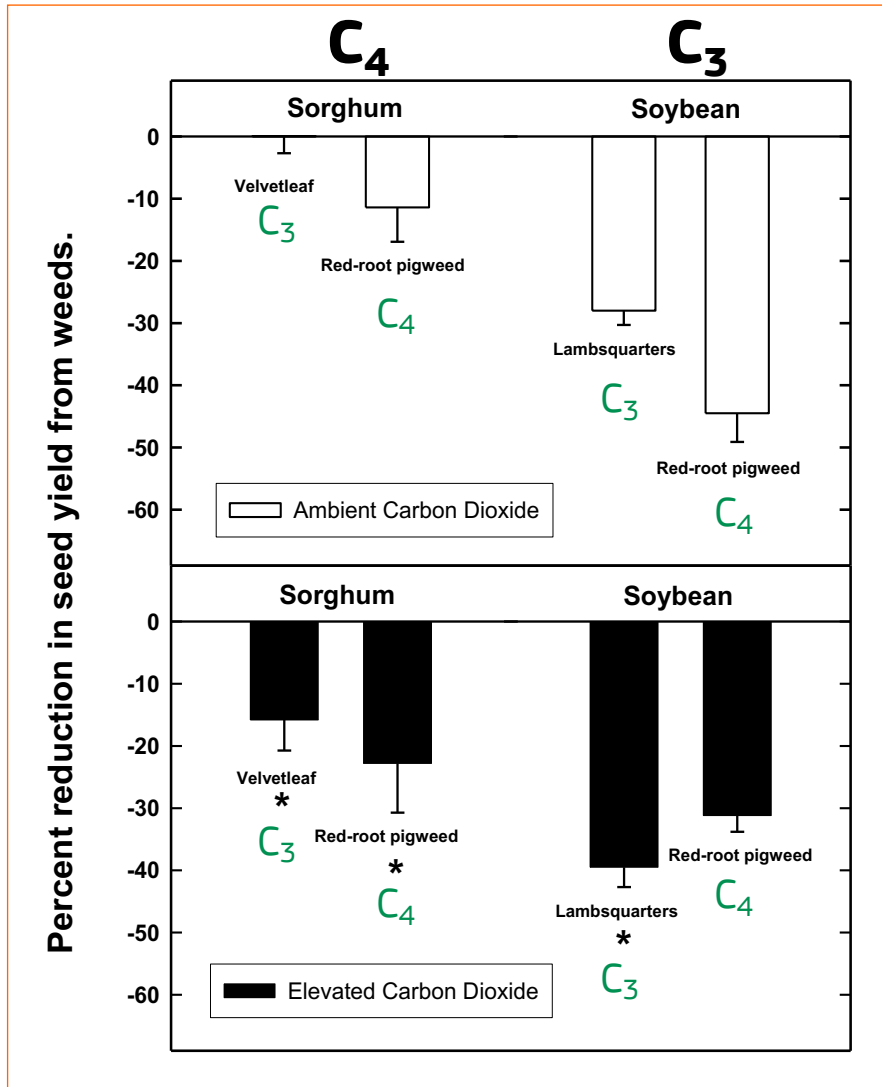 C₄ C₃
Percent reduction in seed yield from weeds.
Sorghum Soybean
0
-10
-20
-30
-40
-50
-60
Velvetleaf
C₃
Red-root pigweed
C₄
Lambsquarters
C₃
Red-root pigweed
C₄
Ambient Carbon Dioxide
Sorghum Soybean
0
-10
-20
-30
-40
-50
-60
Velvetleaf
*
C₃
Red-root pigweed
*
C₄
Lambsquarters
*
C₃
Red-root pigweed
C₄
Elevated Carbon Dioxide